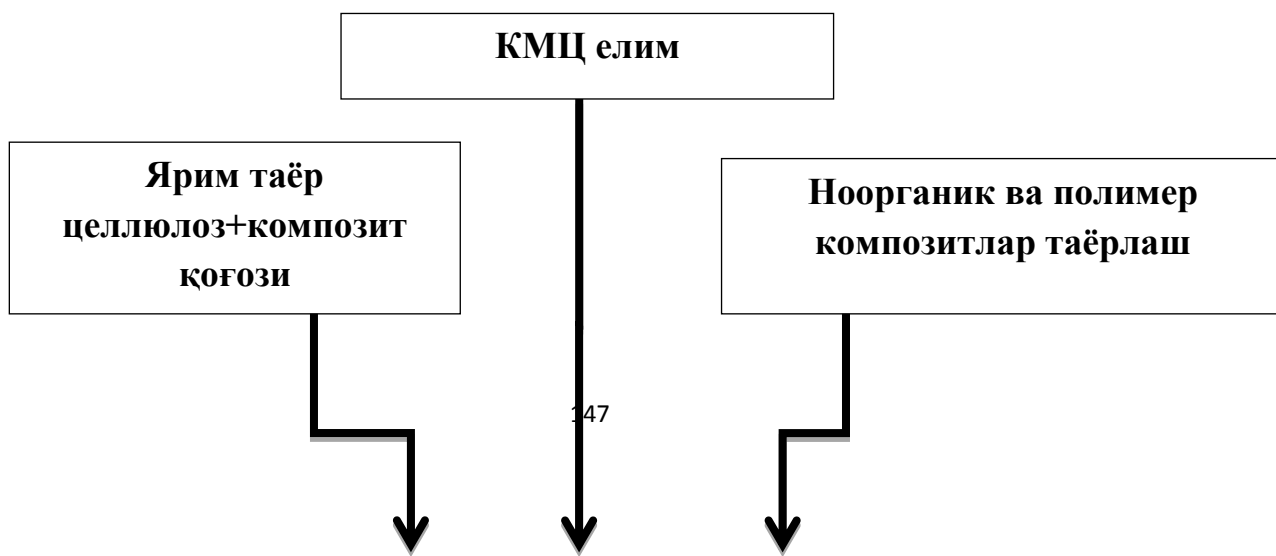 КМЦ елим
Ярим таёр
целлюлоз+композит
қоғози
Ноорганик ва полимер
композитлар таёрлаш
147